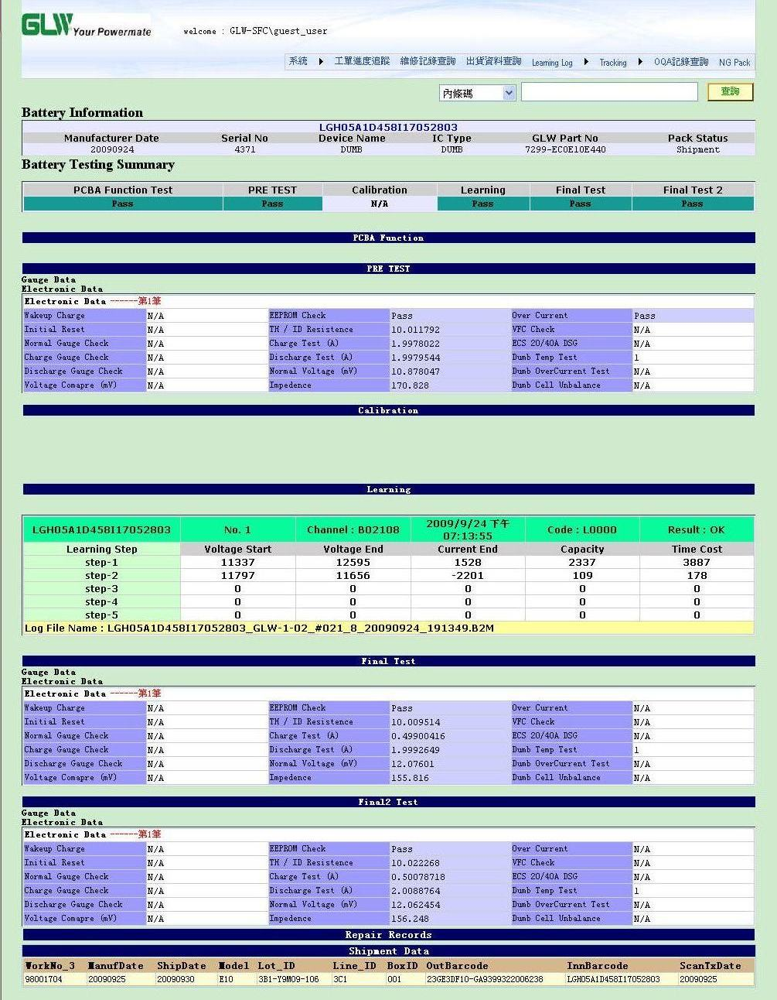 GLW Your Powermate
welcome : GLW-SFC\guest_user
系統 工單進度追蹤 維修記錄查詢 出貨資料查詢 Learning Log Tracking OQA記錄查詢 NG Pack
內條碼 查詢
Battery Information
LGH05A1D458I17052803
Manufacturer Date Serial No Device Name IC Type GLW Part No Pack Status
20090924 4371 DUMB DUMB 7299-EC0E10E440 Shipment
Battery Testing Summary
PCBA Function Test PRE TEST Calibration Learning Final Test Final Test 2
Pass Pass N/A Pass Pass Pass
PCBA Function
PRE TEST
Gauge Data
Electronic Data
Electronic Data ------第1筆
Wakeup Charge N/A EEPROM Check Pass Over Current Pass
Initial Reset N/A TH / ID Resistence 10.011792 VFC Check N/A
Normal Gauge Check N/A Charge Test (A) 1.9978022 ECS 20/40A DSG N/A
Charge Gauge Check N/A Discharge Test (A) 1.9979544 Dumb Temp Test 1
Discharge Gauge Check N/A Normal Voltage (mV) 10.878047 Dumb OverCurrent Test N/A
Voltage Comapre (mV) N/A Impedence 170.828 Dumb Cell Unbalance N/A
Calibration
Learning
LGH05A1D458I17052803 No. 1 Channel : B02108 2009/9/24 下午 07:13:55 Code : L0000 Result : OK
Learning Step Voltage Start Voltage End Current End Capacity Time Cost
step-1 11337 12595 1528 2337 3887
step-2 11797 11656 -2201 109 178
step-3 0 0 0 0 0
step-4 0 0 0 0 0
step-5 0 0 0 0 0
Log File Name : LGH05A1D458I17052803_GLW-1-02_#021_8_20090924_191349.B2M
Final Test
Gauge Data
Electronic Data
Electronic Data ------第1筆
Wakeup Charge N/A EEPROM Check Pass Over Current N/A
Initial Reset N/A TH / ID Resistence 10.009514 VFC Check N/A
Normal Gauge Check N/A Charge Test (A) 0.49900416 ECS 20/40A DSG N/A
Charge Gauge Check N/A Discharge Test (A) 1.9992649 Dumb Temp Test 1
Discharge Gauge Check N/A Normal Voltage (mV) 12.07601 Dumb OverCurrent Test N/A
Voltage Comapre (mV) N/A Impedence 155.816 Dumb Cell Unbalance N/A
Final2 Test
Gauge Data
Electronic Data
Electronic Data ------第1筆
Wakeup Charge N/A EEPROM Check Pass Over Current N/A
Initial Reset N/A TH / ID Resistence 10.022268 VFC Check N/A
Normal Gauge Check N/A Charge Test (A) 0.50078718 ECS 20/40A DSG N/A
Charge Gauge Check N/A Discharge Test (A) 2.0088764 Dumb Temp Test 1
Discharge Gauge Check N/A Normal Voltage (mV) 12.062454 Dumb OverCurrent Test N/A
Voltage Comapre (mV) N/A Impedence 156.248 Dumb Cell Unbalance N/A
Repair Records
Shipment Data
WorkNo_3 ManufDate ShipDate Model Lot_ID Line_ID BoxID OutBarcode InnBarcode ScanTxDate
98001704 20090925 20090930 E10 3B1-Y9M09-106 3C1 001 23GE3DF10-GA9399322006238 LGH05A1D458I17052803 20090925